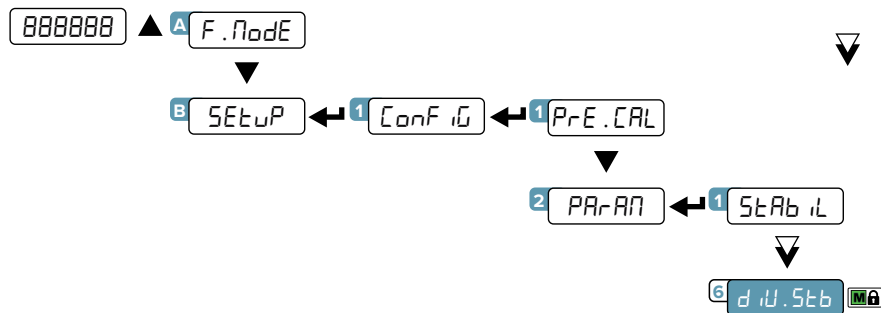 888888 A F.ModE
B SEtuP 1 ConFiG 1 PrE.CAL
2 PArAM 1 StAbiL
6 diV.Stb M